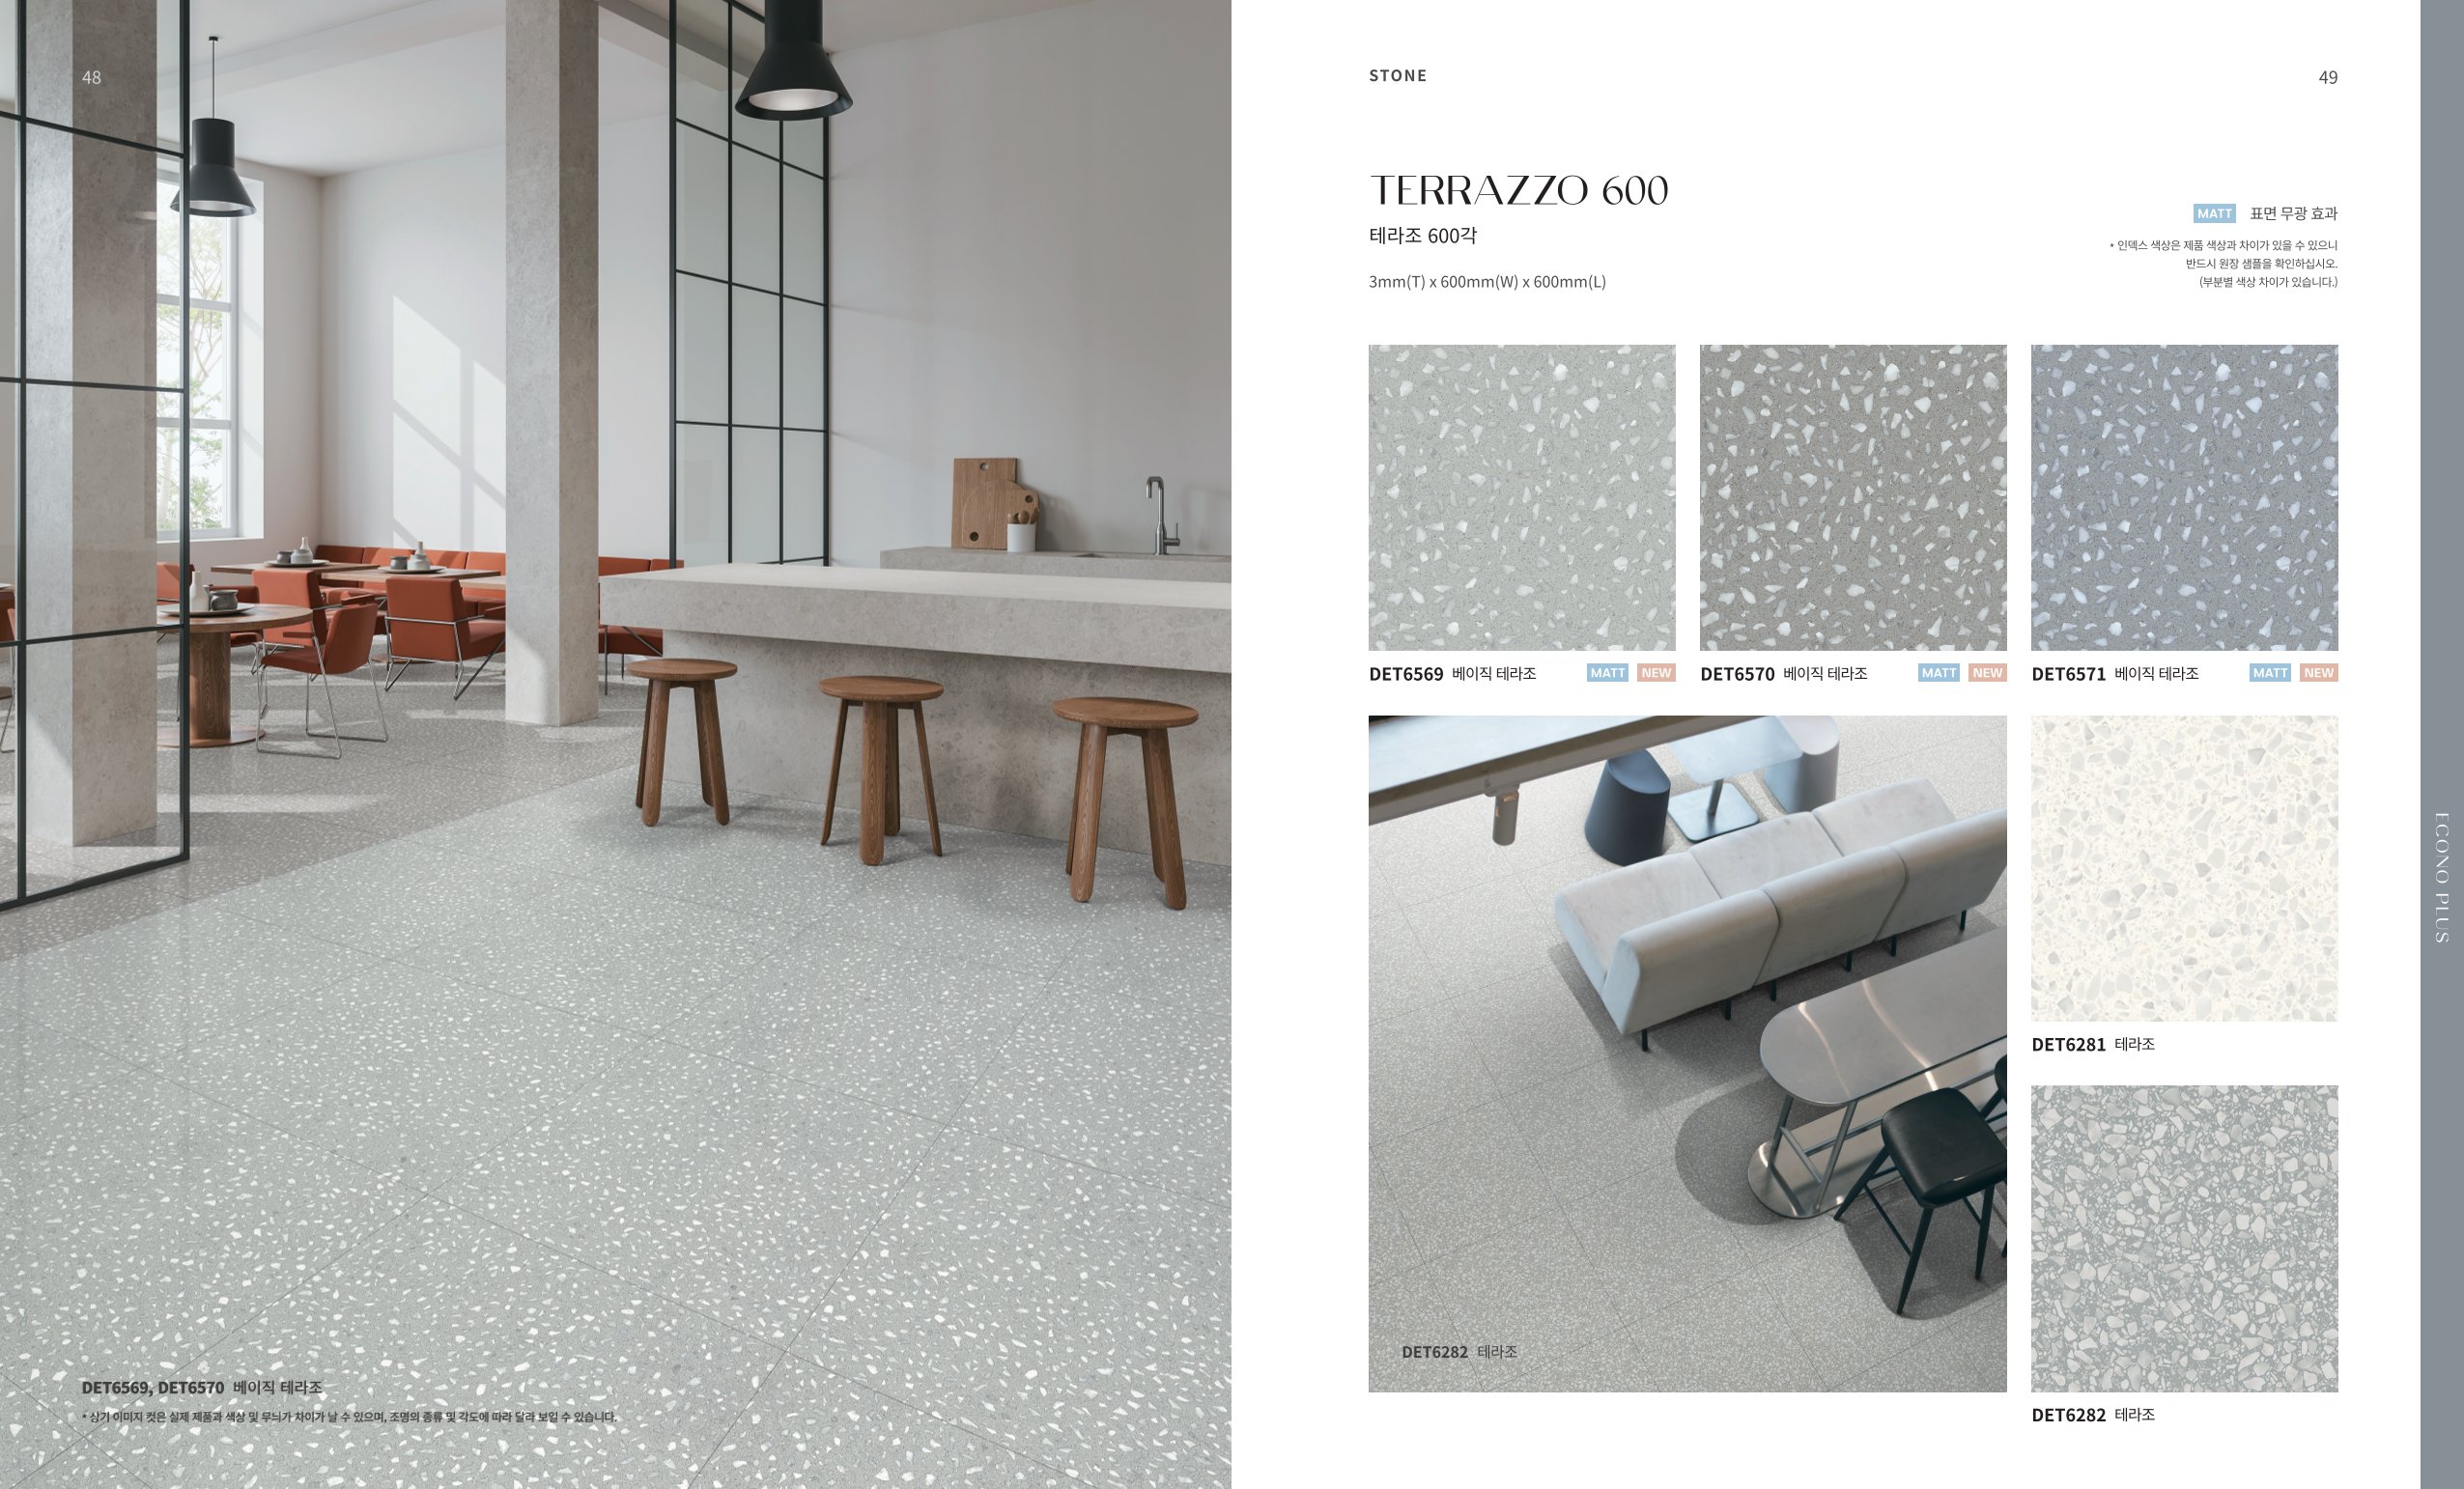 48
DET6569, DET6570 베이직 테라조
* 상기 이미지 컷은 실제 제품과 색상 및 무늬가 차이가 날 수 있으며, 조명의 종류 및 각도에 따라 달라 보일 수 있습니다.
STONE
49
TERRAZZO 600
테라조 600각
3mm(T) x 600mm(W) x 600mm(L)
MATT 표면 무광 효과
* 인덱스 색상은 제품 색상과 차이가 있을 수 있으니
반드시 원장 샘플을 확인하십시오.
(부분별 색상 차이가 있습니다.)
DET6569 베이직 테라조 MATT NEW
DET6570 베이직 테라조 MATT NEW
DET6571 베이직 테라조 MATT NEW
DET6281 테라조
DET6282 테라조
DET6282 테라조
ECONO PLUS